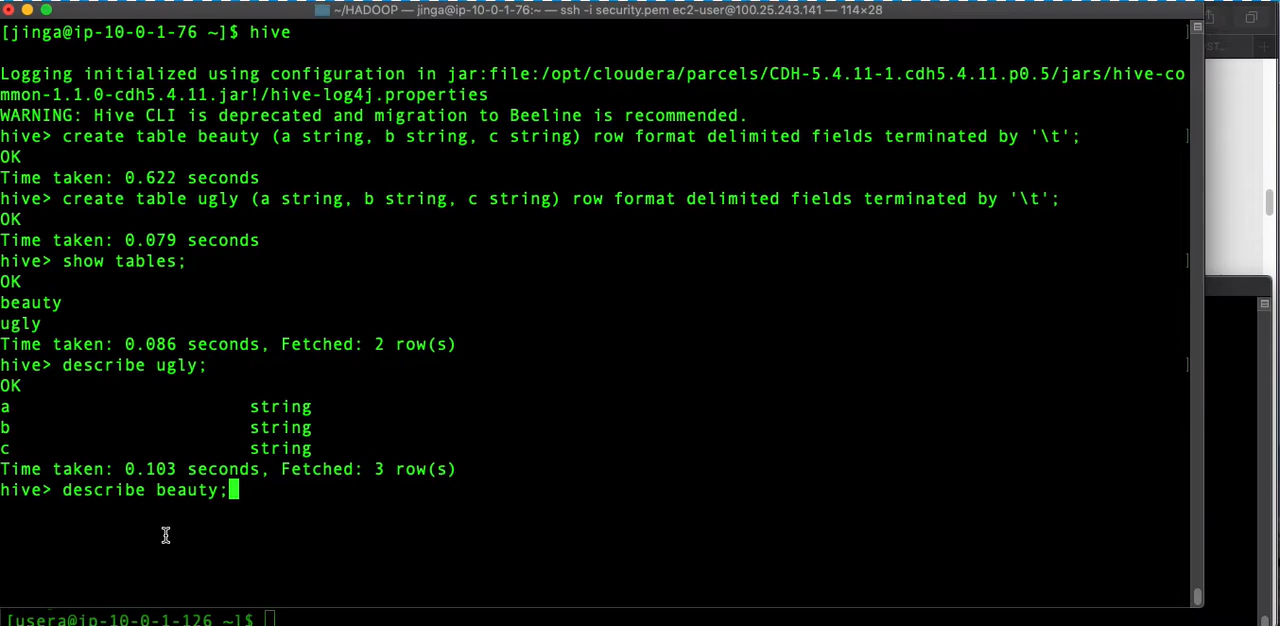 ~/HADOOP — jinga@ip-10-0-1-76:~ — ssh -i security.pem ec2-user@100.25.243.141 — 114×28
[jinga@ip-10-0-1-76 ~]$ hive
Logging initialized using configuration in jar:file:/opt/cloudera/parcels/CDH-5.4.11-1.cdh5.4.11.p0.5/jars/hive-co
mmon-1.1.0-cdh5.4.11.jar!/hive-log4j.properties
WARNING: Hive CLI is deprecated and migration to Beeline is recommended.
hive> create table beauty (a string, b string, c string) row format delimited fields terminated by '\t';
OK
Time taken: 0.622 seconds
hive> create table ugly (a string, b string, c string) row format delimited fields terminated by '\t';
OK
Time taken: 0.079 seconds
hive> show tables;
OK
beauty
ugly
Time taken: 0.086 seconds, Fetched: 2 row(s)
hive> describe ugly;
OK
a string
b string
c string
Time taken: 0.103 seconds, Fetched: 3 row(s)
hive> describe beauty;
[usera@ip-10-0-1-126 ~]$